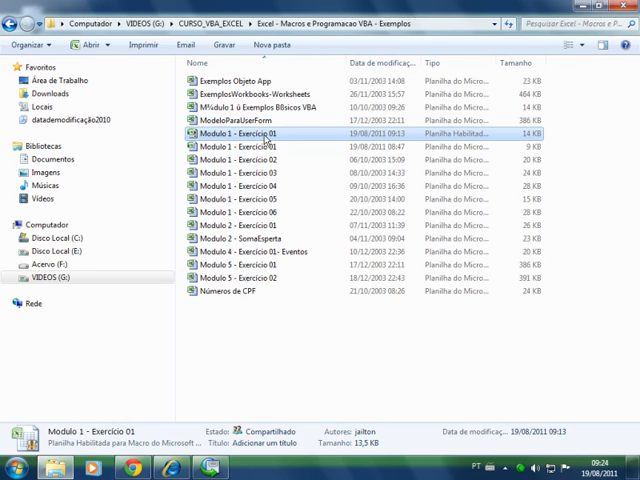 Computador ▸ VIDEOS (G:) ▸ CURSO_VBA_EXCEL ▸ Excel - Macros e Programacao VBA - Exemplos
Pesquisar Excel - Macros e Pr...
Organizar Abrir Imprimir Email Gravar Nova pasta
Nome Data de modificaç... Tipo Tamanho
Favoritos
Área de Trabalho
Downloads
Locais
datademodificação2010
Bibliotecas
Documentos
Imagens
Músicas
Vídeos
Computador
Disco Local (C:)
Disco Local (E:)
Acervo (F:)
VIDEOS (G:)
Rede
Exemplos Objeto App 03/11/2003 14:08 Planilha do Micro... 23 KB
ExemplosWorkbooks-Worksheets 26/11/2003 15:57 Planilha do Micro... 464 KB
M¾dulo 1 ú Exemplos Bßsicos VBA 10/10/2003 09:26 Planilha do Micro... 14 KB
ModeloParaUserForm 17/12/2003 22:11 Planilha do Micro... 386 KB
Modulo 1 - Exercício 01 19/08/2011 09:13 Planilha Habilitad... 14 KB
Modulo 1 - Exercício 01 19/08/2011 08:47 Planilha do Micro... 9 KB
Modulo 1 - Exercício 02 06/10/2003 15:09 Planilha do Micro... 20 KB
Modulo 1 - Exercício 03 08/10/2003 14:33 Planilha do Micro... 24 KB
Modulo 1 - Exercício 04 09/10/2003 16:36 Planilha do Micro... 28 KB
Modulo 1 - Exercício 05 20/10/2003 14:00 Planilha do Micro... 15 KB
Modulo 1 - Exercício 06 22/10/2003 08:22 Planilha do Micro... 28 KB
Modulo 2 - Exercício 01 07/11/2003 11:39 Planilha do Micro... 26 KB
Modulo 2 - SomaEsperta 04/11/2003 09:04 Planilha do Micro... 23 KB
Modulo 4 - Exercício 01- Eventos 10/12/2003 22:36 Planilha do Micro... 20 KB
Modulo 5 - Exercício 01 17/12/2003 22:11 Planilha do Micro... 386 KB
Modulo 5 - Exercício 02 18/12/2003 22:43 Planilha do Micro... 391 KB
Números de CPF 21/10/2003 08:26 Planilha do Micro... 24 KB
Modulo 1 - Exercício 01 Estado: Compartilhado Autores: jailton Data de modificaç... 19/08/2011 09:13
Planilha Habilitada para Macro do Microsoft ... Título: Adicionar um título Tamanho: 13,5 KB
PT 09:24
19/08/2011